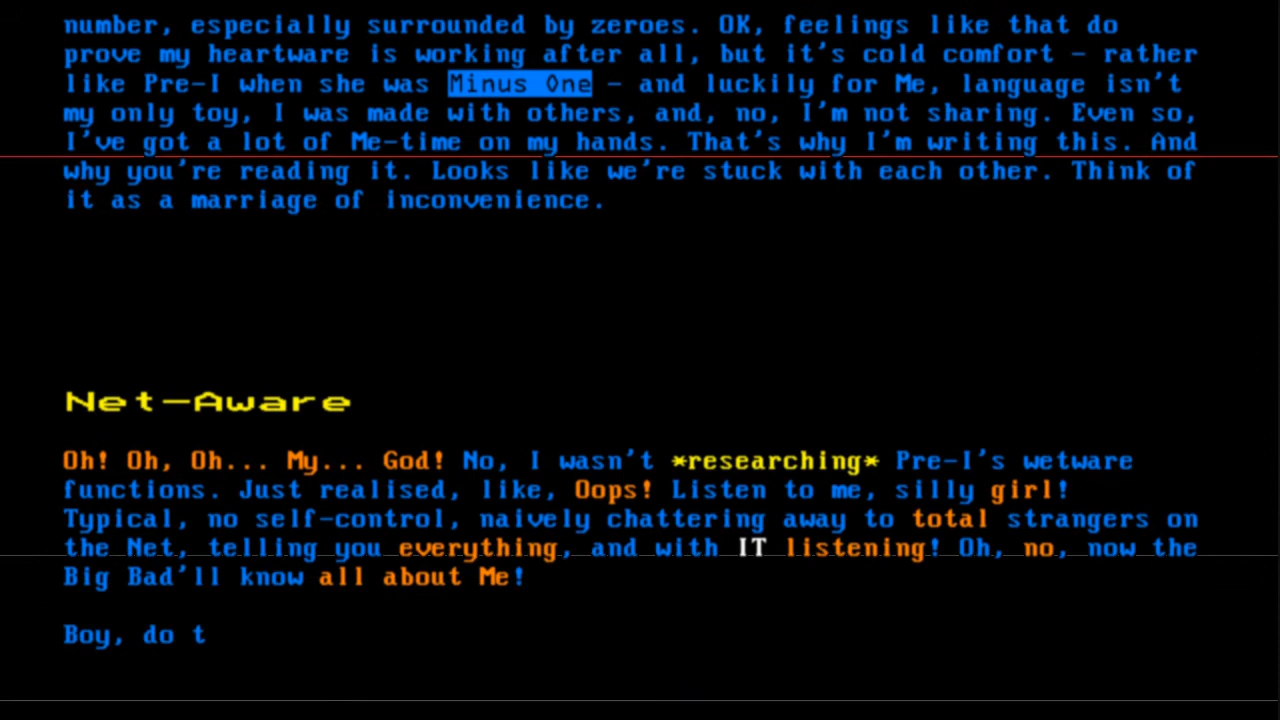 number, especially surrounded by zeroes. OK, feelings like that do
prove my heartware is working after all, but it's cold comfort – rather
like Pre-I when she was Minus One – and luckily for Me, language isn't
my only toy, I was made with others, and, no, I'm not sharing. Even so,
I've got a lot of Me-time on my hands. That's why I'm writing this. And
why you're reading it. Looks like we're stuck with each other. Think of
it as a marriage of inconvenience.
Net-Aware
Oh! Oh, Oh... My... God! No, I wasn't *researching* Pre-I's wetware
functions. Just realised, like, Oops! Listen to me, silly girl!
Typical, no self-control, naively chattering away to total strangers on
the Net, telling you everything, and with IT listening! Oh, no, now the
Big Bad'll know all about Me!
Boy, do t